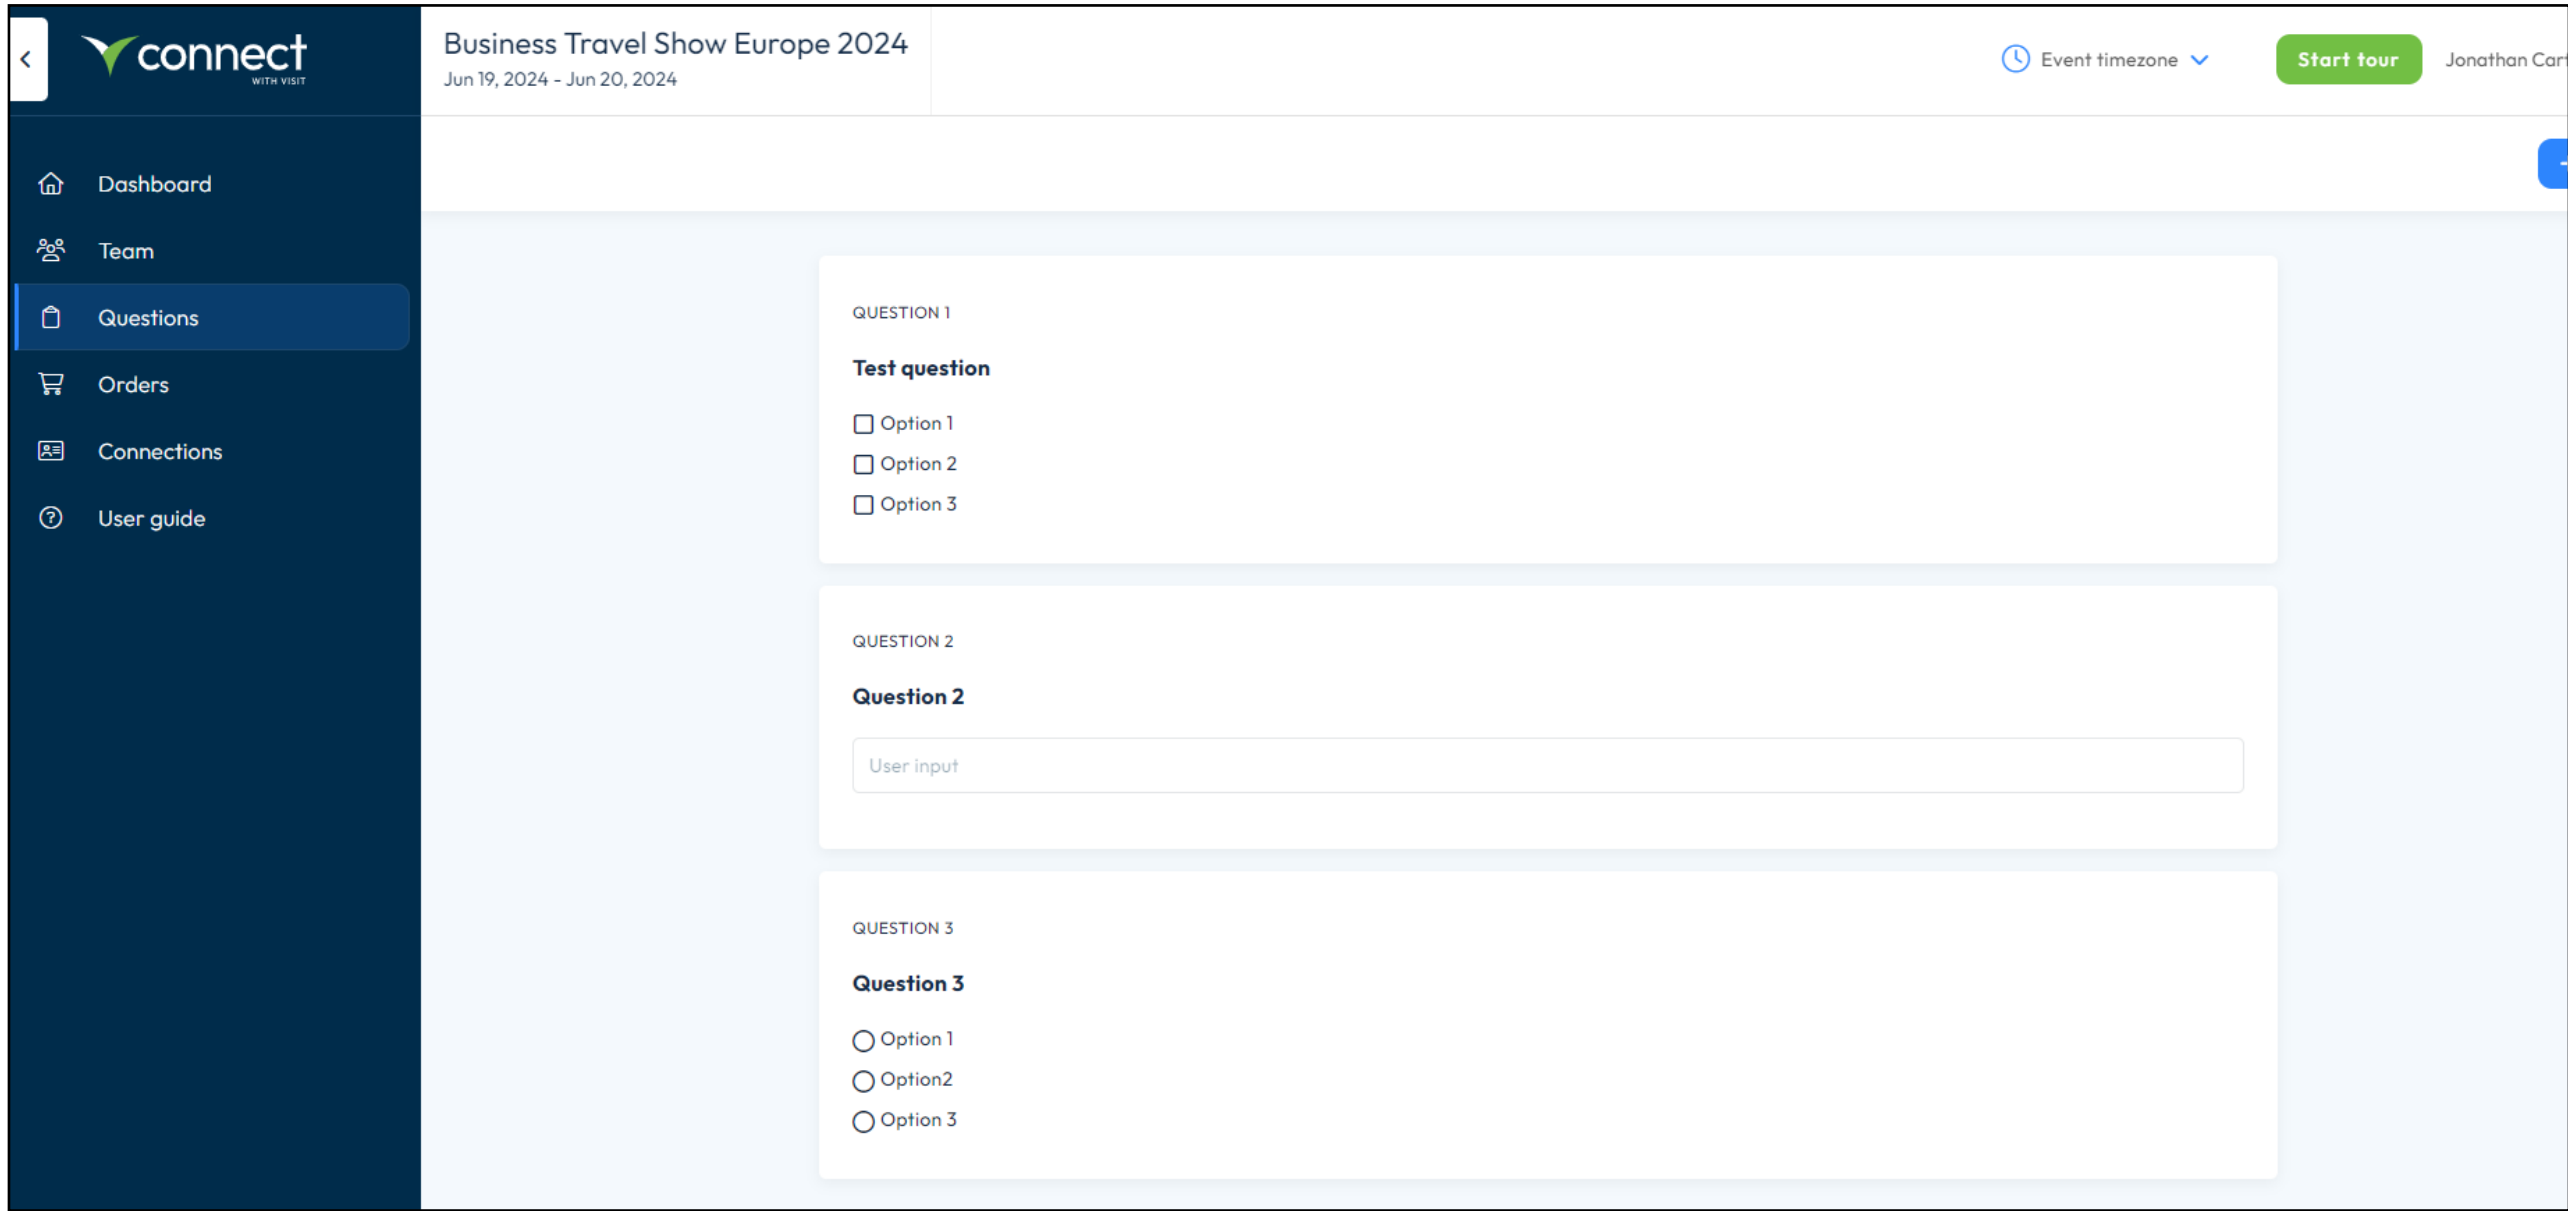 connect
WITH VISIT
Business Travel Show Europe 2024
Jun 19, 2024 - Jun 20, 2024
Event timezone
Start tour
Jonathan
Dashboard
Team
Questions
Orders
Connections
User guide
QUESTION 1
Test question
Option 1
Option 2
Option 3
QUESTION 2
Question 2
User input
QUESTION 3
Question 3
Option 1
Option2
Option 3